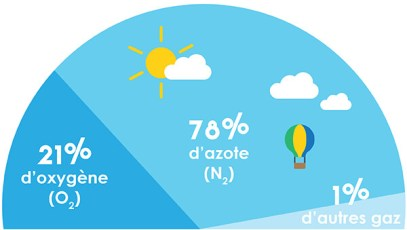 21%
d'oxygène
(O₂)
78%
d'azote
(N₂)
1%
d'autres gaz